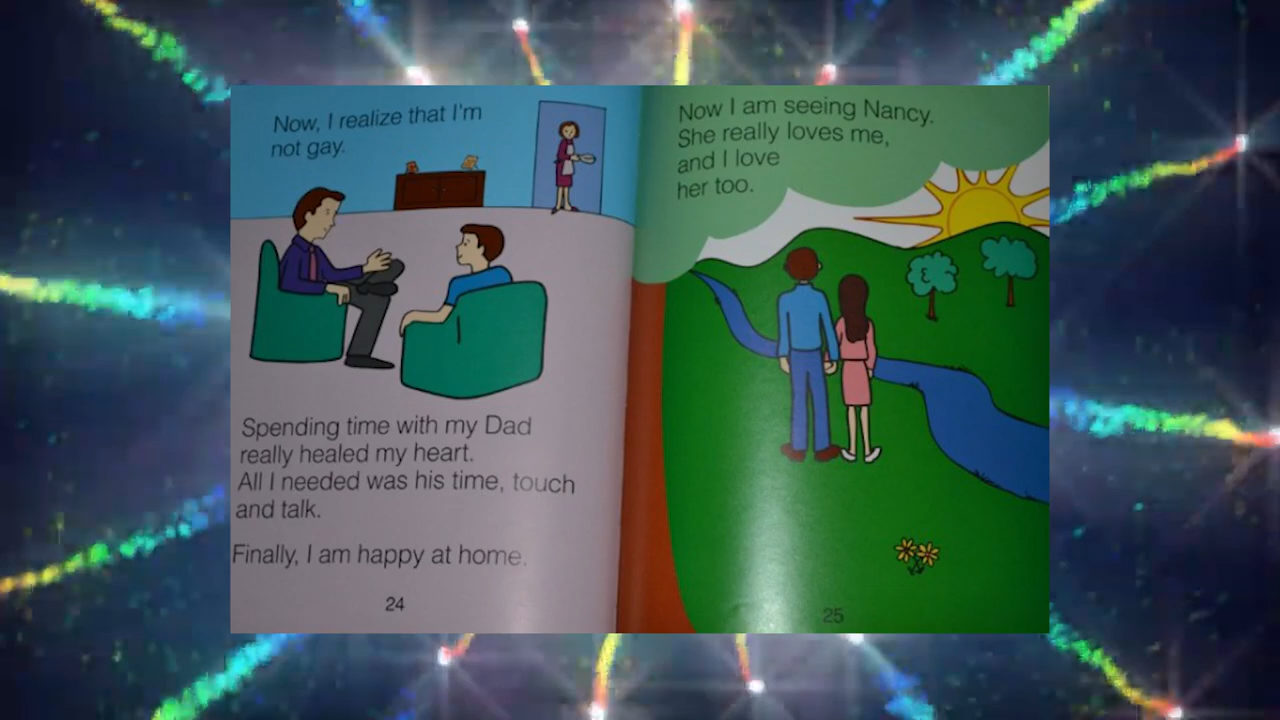 Now, I realize that I'm
not gay.
Spending time with my Dad
really healed my heart.
All I needed was his time, touch
and talk.
Finally, I am happy at home.
24
Now I am seeing Nancy.
She really loves me,
and I love
her too.
25